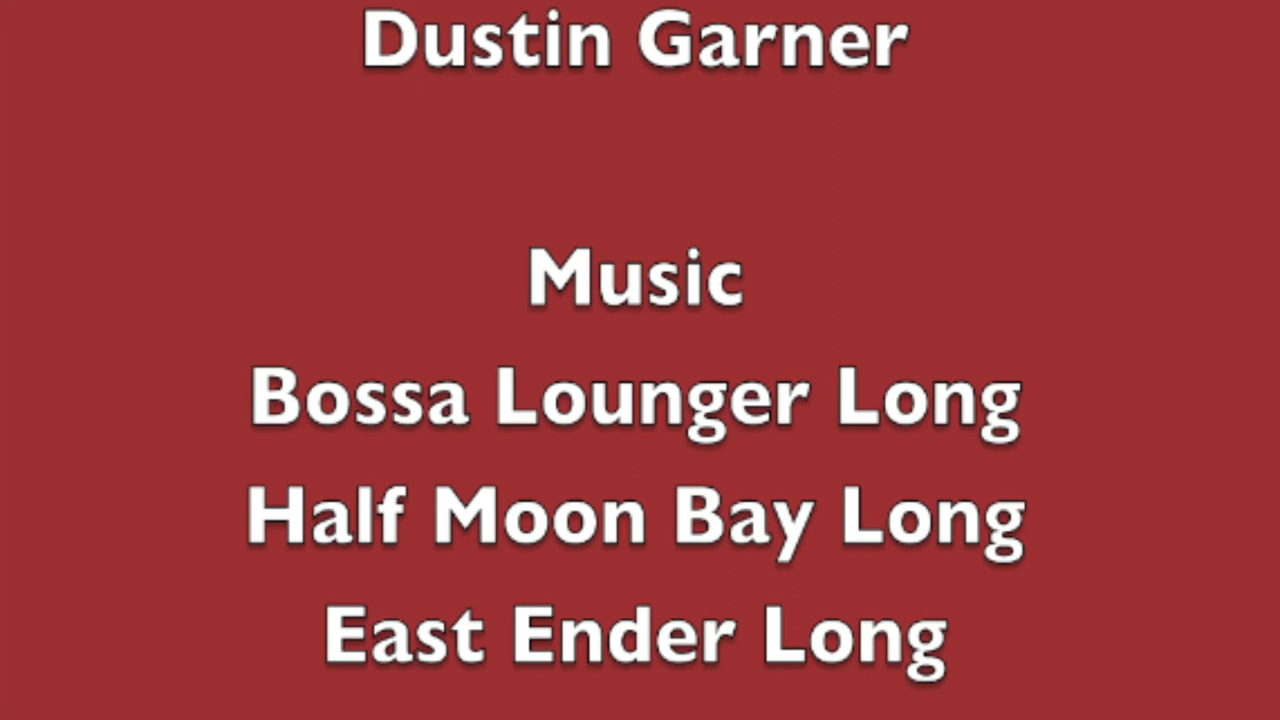 Dustin Garner
Music
Bossa Lounger Long
Half Moon Bay Long
East Ender Long